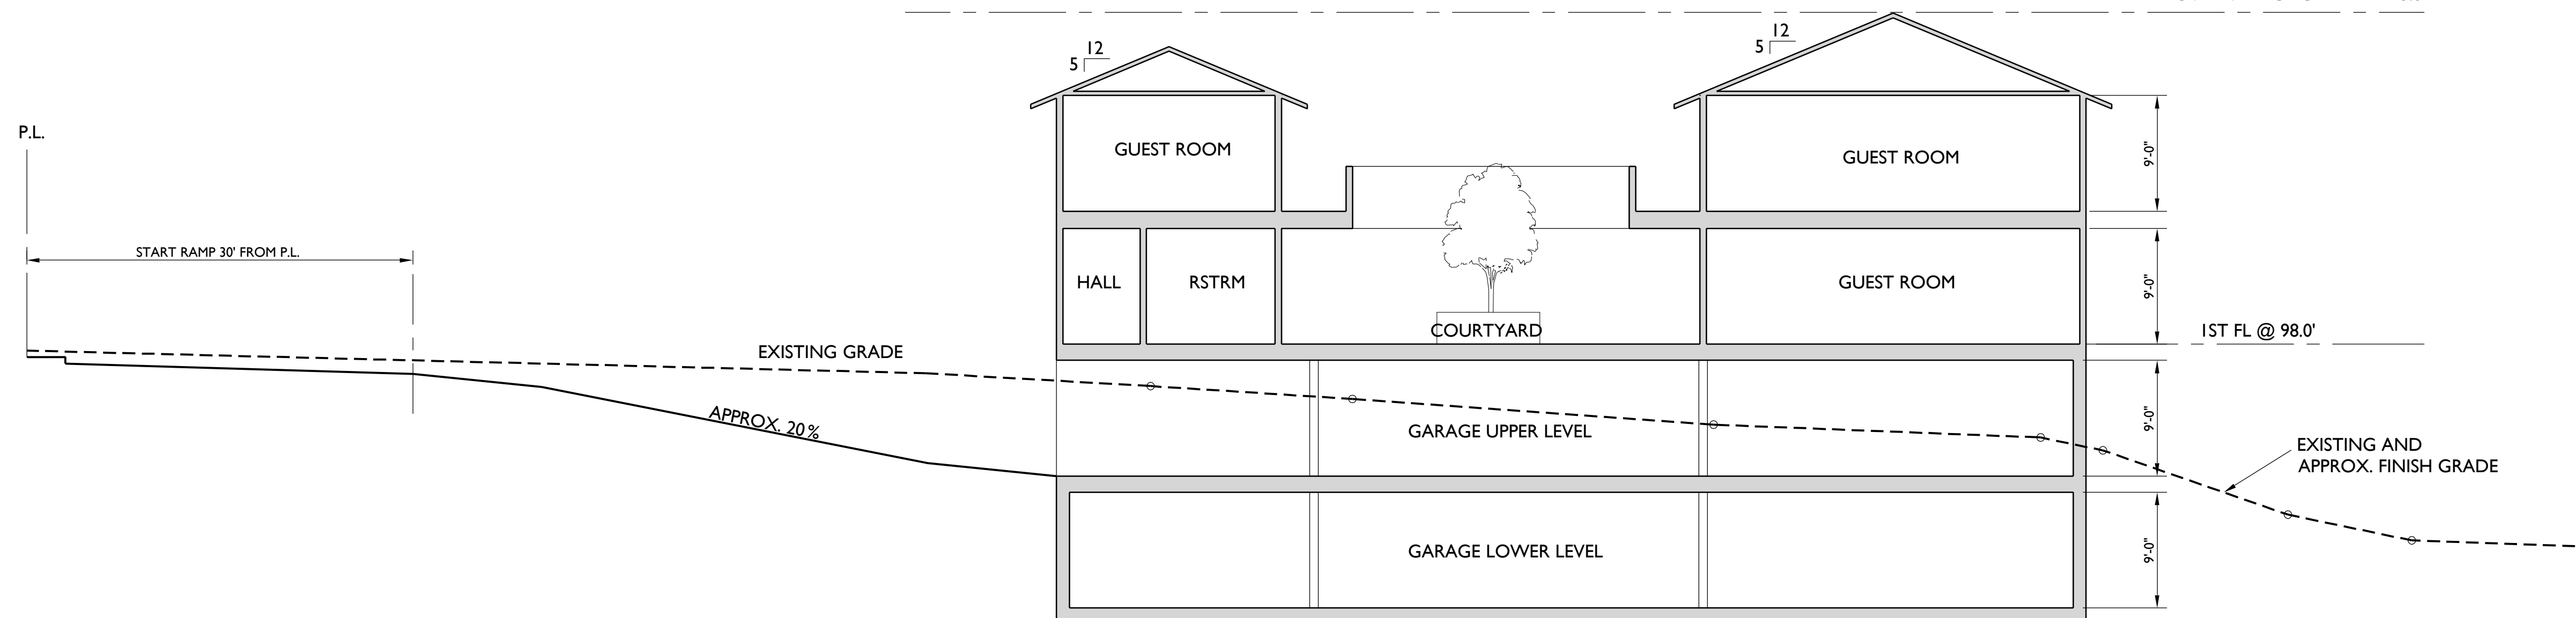 12
5
12
5
P.L.
GUEST ROOM
GUEST ROOM
9'-0"
START RAMP 30' FROM P.L.
HALL
RSTRM
GUEST ROOM
9'-0"
COURTYARD
1ST FL @ 98.0'
EXISTING GRADE
APPROX. 20%
GARAGE UPPER LEVEL
9'-0"
EXISTING AND
APPROX. FINISH GRADE
GARAGE LOWER LEVEL
9'-0"